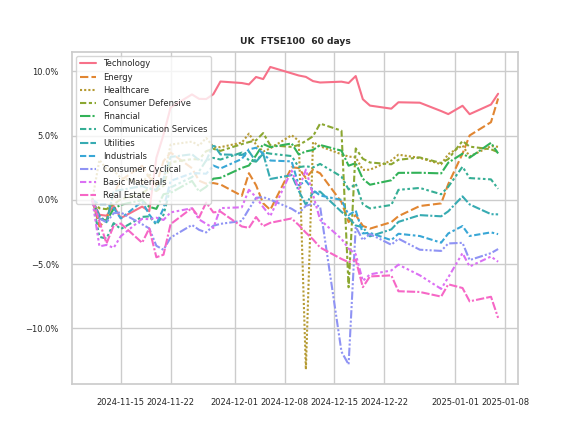 UK  FTSE100  60 days
10.0%
5.0%
0.0%
−5.0%
−10.0%
Technology
Energy
Healthcare
Consumer Defensive
Financial
Communication Services
Utilities
Industrials
Consumer Cyclical
Basic Materials
Real Estate
2024-11-15 2024-11-22 2024-12-01 2024-12-08 2024-12-15 2024-12-22 2025-01-01 2025-01-08